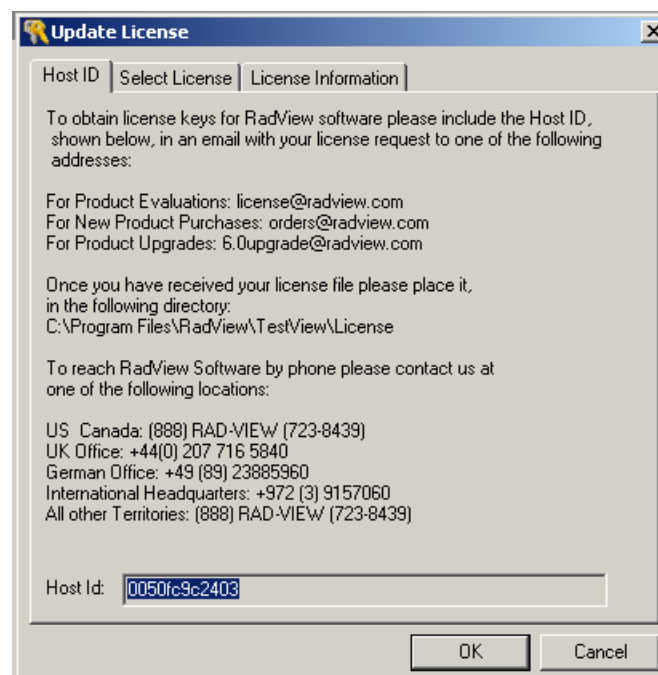 Update License
Host ID Select License License Information
To obtain license keys for RadView software please include the Host ID,
shown below, in an email with your license request to one of the following
addresses:
For Product Evaluations: license@radview.com
For New Product Purchases: orders@radview.com
For Product Upgrades: 6.0upgrade@radview.com
Once you have received your license file please place it,
in the following directory:
C:\Program Files\RadView\TestView\License
To reach RadView Software by phone please contact us at
one of the following locations:
US Canada: (888) RAD-VIEW (723-8439)
UK Office: +44(0) 207 716 5840
German Office: +49 (89) 23885960
International Headquarters: +972 (3) 9157060
All other Territories: (888) RAD-VIEW (723-8439)
Host Id: 0050fc9c2403
OK Cancel